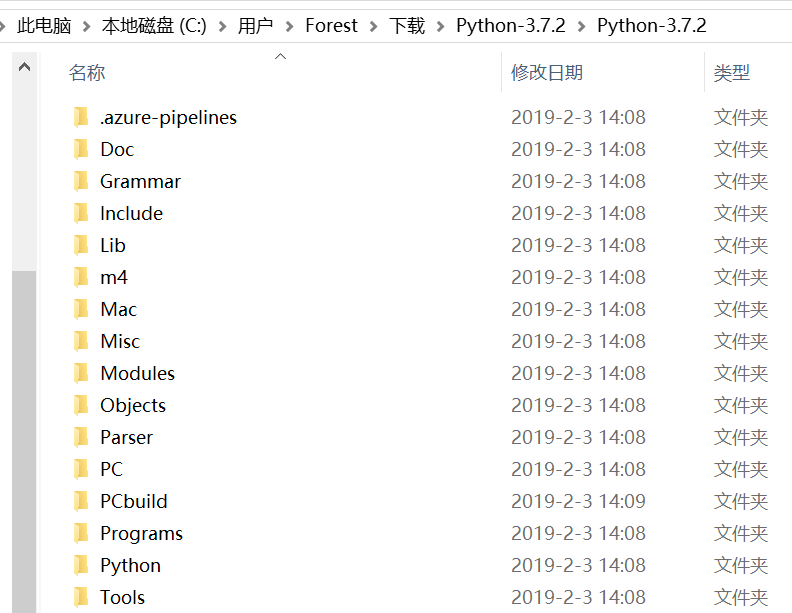 此电脑 > 本地磁盘 (C:) > 用户 > Forest > 下载 > Python-3.7.2 > Python-3.7.2
名称 修改日期 类型
.azure-pipelines 2019-2-3 14:08 文件夹
Doc 2019-2-3 14:08 文件夹
Grammar 2019-2-3 14:08 文件夹
Include 2019-2-3 14:08 文件夹
Lib 2019-2-3 14:08 文件夹
m4 2019-2-3 14:08 文件夹
Mac 2019-2-3 14:08 文件夹
Misc 2019-2-3 14:08 文件夹
Modules 2019-2-3 14:08 文件夹
Objects 2019-2-3 14:08 文件夹
Parser 2019-2-3 14:08 文件夹
PC 2019-2-3 14:08 文件夹
PCbuild 2019-2-3 14:09 文件夹
Programs 2019-2-3 14:08 文件夹
Python 2019-2-3 14:08 文件夹
Tools 2019-2-3 14:08 文件夹